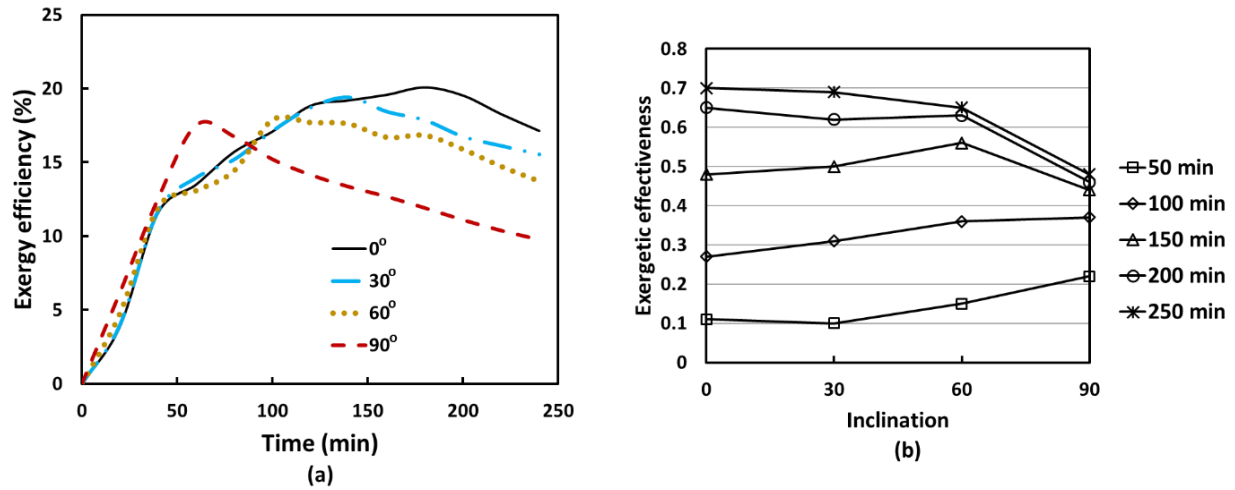 Exergy efficiency (%)
25
20
15
10
5
0
0 50 100 150 200 250
Time (min)
(a)
0°
30°
60°
90°
Exergetic effectiveness
0.8
0.7
0.6
0.5
0.4
0.3
0.2
0.1
0
0 30 60 90
Inclination
(b)
50 min
100 min
150 min
200 min
250 min